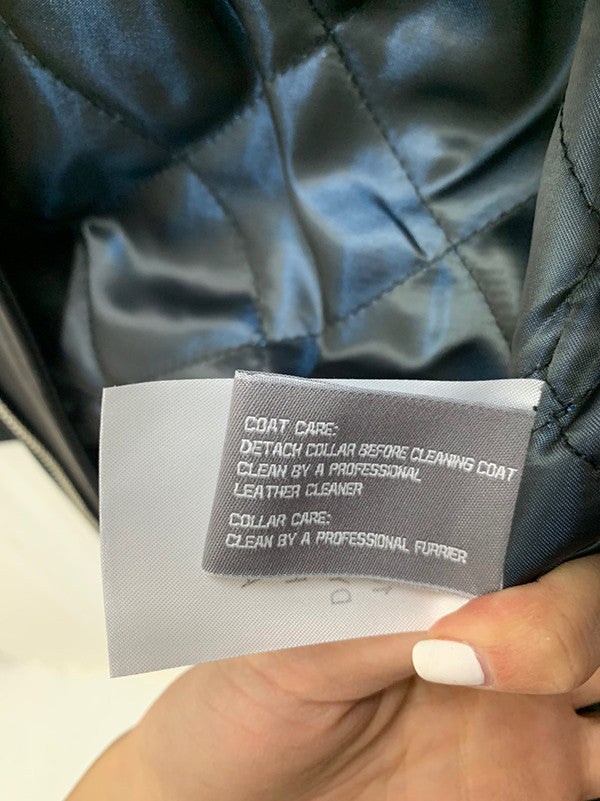 COAT CARE:
DETACH COLLAR BEFORE CLEANING COAT
CLEAN BY A PROFESSIONAL
LEATHER CLEANER
COLLAR CARE:
CLEAN BY A PROFESSIONAL FURRIER